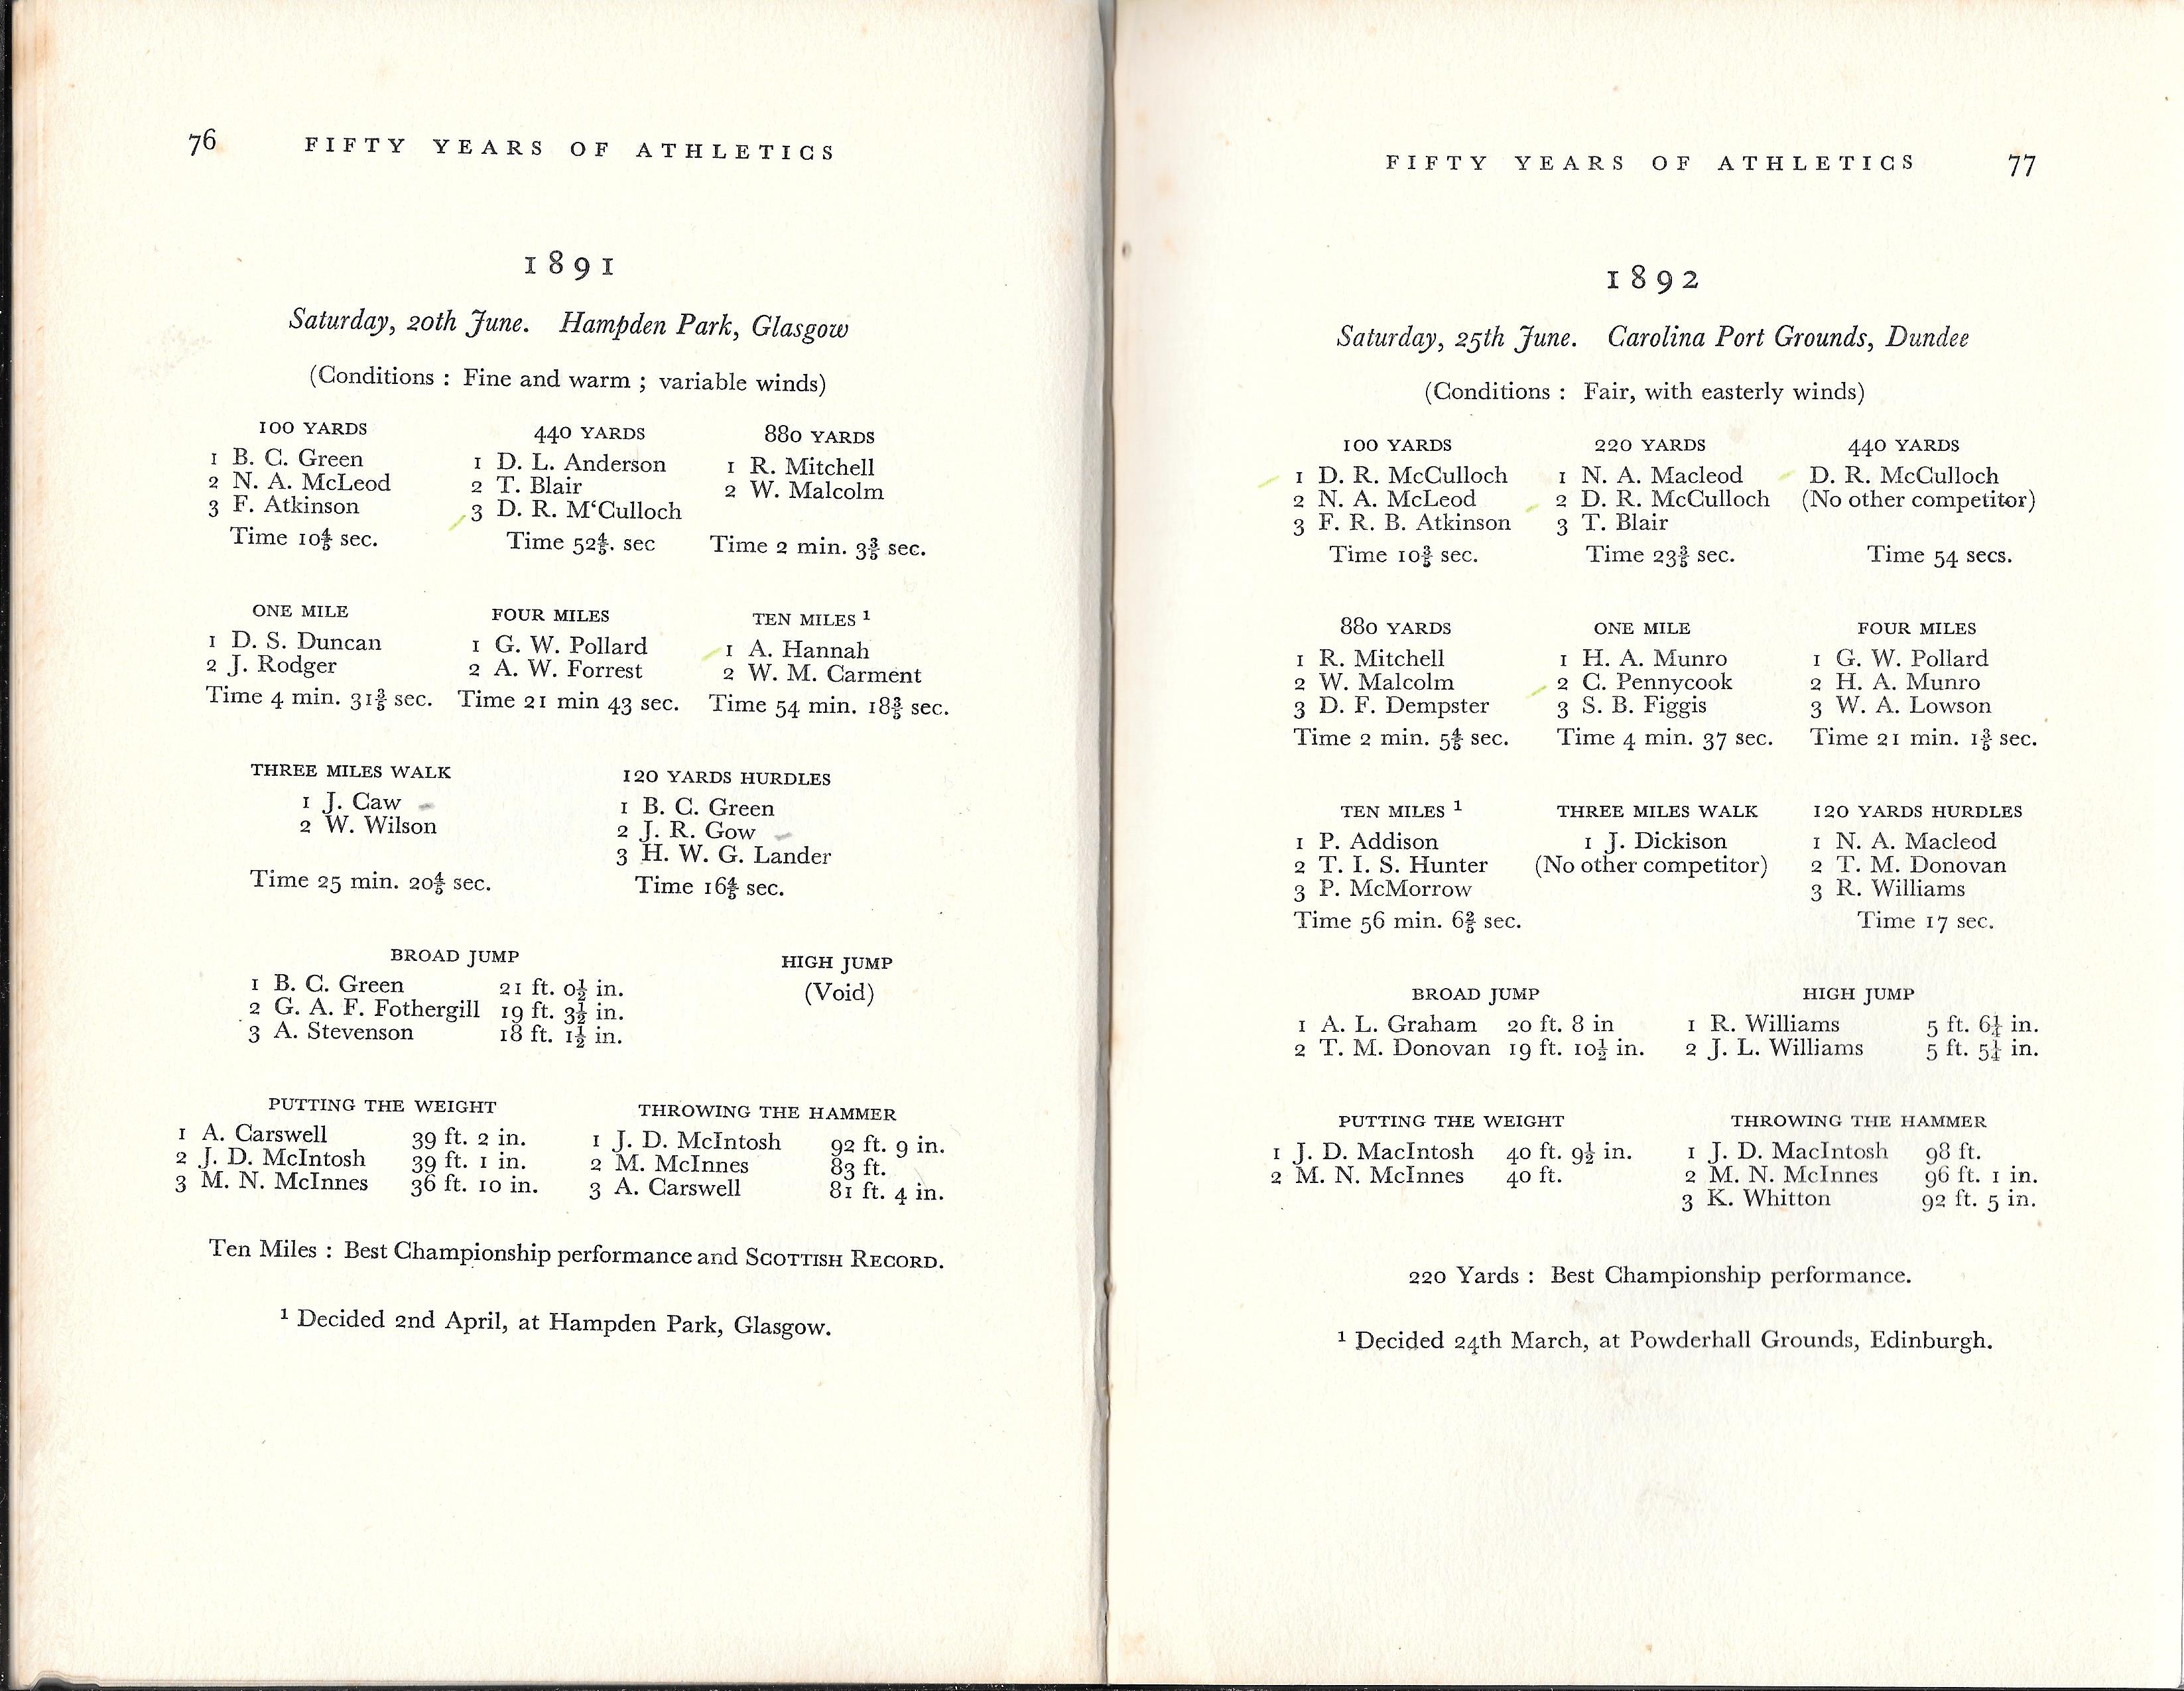 76 FIFTY YEARS OF ATHLETICS
1891
Saturday, 20th June. Hampden Park, Glasgow
(Conditions : Fine and warm ; variable winds)
100 YARDS
1 B. C. Green
2 N. A. McLeod
3 F. Atkinson
Time 10⅘ sec.
440 YARDS
1 D. L. Anderson
2 T. Blair
3 D. R. M‘Culloch
Time 52⅘. sec
880 YARDS
1 R. Mitchell
2 W. Malcolm
Time 2 min. 3⅗ sec.
ONE MILE
1 D. S. Duncan
2 J. Rodger
Time 4 min. 31⅗ sec.
FOUR MILES
1 G. W. Pollard
2 A. W. Forrest
Time 21 min 43 sec.
TEN MILES ¹
1 A. Hannah
2 W. M. Carment
Time 54 min. 18⅗ sec.
THREE MILES WALK
1 J. Caw
2 W. Wilson
Time 25 min. 20⅘ sec.
120 YARDS HURDLES
1 B. C. Green
2 J. R. Gow
3 H. W. G. Lander
Time 16⅘ sec.
BROAD JUMP
1 B. C. Green 21 ft. 0½ in.
2 G. A. F. Fothergill 19 ft. 3½ in.
3 A. Stevenson 18 ft. 1½ in.
HIGH JUMP
(Void)
PUTTING THE WEIGHT
1 A. Carswell 39 ft. 2 in.
2 J. D. McIntosh 39 ft. 1 in.
3 M. N. McInnes 36 ft. 10 in.
THROWING THE HAMMER
1 J. D. McIntosh 92 ft. 9 in.
2 M. McInnes 83 ft.
3 A. Carswell 81 ft. 4 in.
Ten Miles : Best Championship performance and SCOTTISH RECORD.
¹ Decided 2nd April, at Hampden Park, Glasgow.
FIFTY YEARS OF ATHLETICS 77
1892
Saturday, 25th June. Carolina Port Grounds, Dundee
(Conditions : Fair, with easterly winds)
100 YARDS
1 D. R. McCulloch
2 N. A. McLeod
3 F. R. B. Atkinson
Time 10⅗ sec.
220 YARDS
1 N. A. Macleod
2 D. R. McCulloch
3 T. Blair
Time 23⅗ sec.
440 YARDS
D. R. McCulloch
(No other competitor)
Time 54 secs.
880 YARDS
1 R. Mitchell
2 W. Malcolm
3 D. F. Dempster
Time 2 min. 5⅘ sec.
ONE MILE
1 H. A. Munro
2 C. Pennycook
3 S. B. Figgis
Time 4 min. 37 sec.
FOUR MILES
1 G. W. Pollard
2 H. A. Munro
3 W. A. Lowson
Time 21 min. 1⅗ sec.
TEN MILES ¹
1 P. Addison
2 T. I. S. Hunter
3 P. McMorrow
Time 56 min. 6⅖ sec.
THREE MILES WALK
1 J. Dickison
(No other competitor)
120 YARDS HURDLES
1 N. A. Macleod
2 T. M. Donovan
3 R. Williams
Time 17 sec.
BROAD JUMP
1 A. L. Graham 20 ft. 8 in
2 T. M. Donovan 19 ft. 10½ in.
HIGH JUMP
1 R. Williams 5 ft. 6¼ in.
2 J. L. Williams 5 ft. 5¼ in.
PUTTING THE WEIGHT
1 J. D. MacIntosh 40 ft. 9½ in.
2 M. N. McInnes 40 ft.
THROWING THE HAMMER
1 J. D. MacIntosh 98 ft.
2 M. N. McInnes 96 ft. 1 in.
3 K. Whitton 92 ft. 5 in.
220 Yards : Best Championship performance.
¹ Decided 24th March, at Powderhall Grounds, Edinburgh.